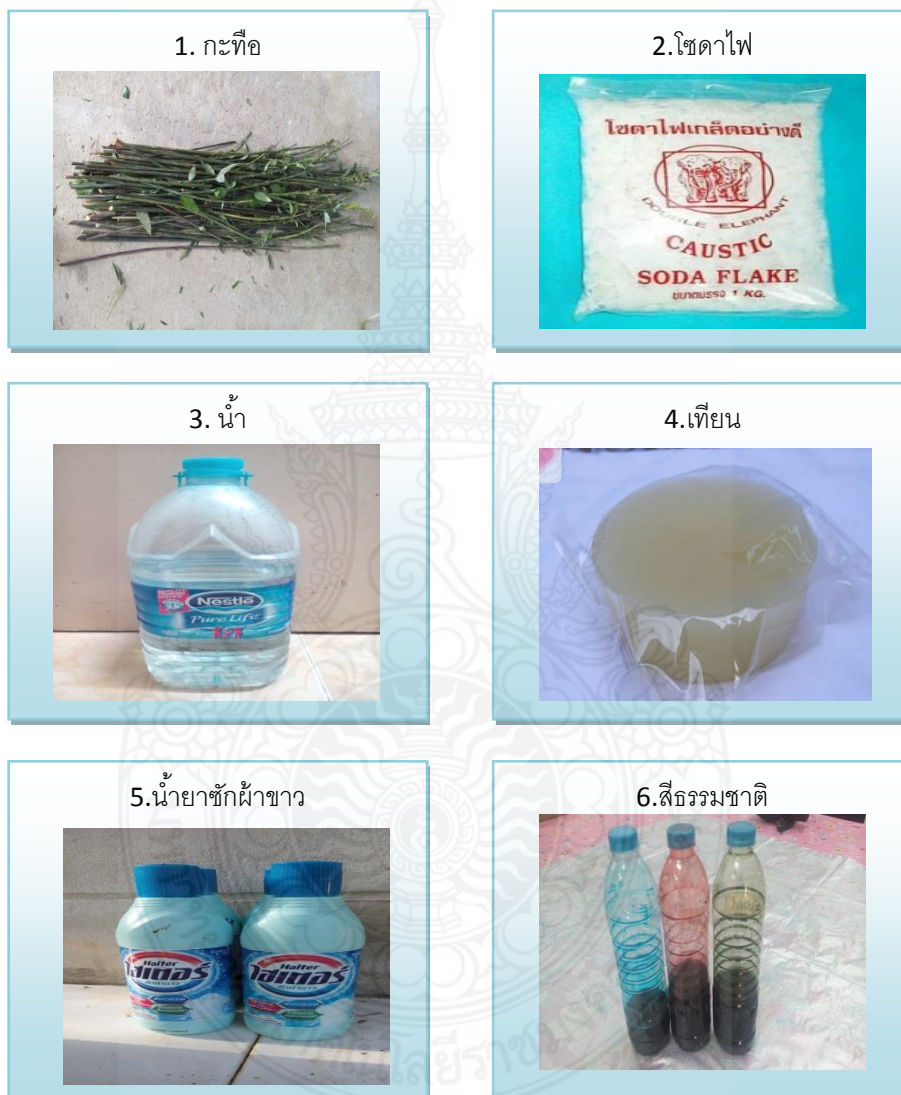 1. กะทือ
2.โซดาไฟ
โซดาไฟเกล็ดอย่างดี
DOUBLE ELEPHANT
CAUSTIC
SODA FLAKE
ขนาดบรรจุ 1 KG.
3. น้ำ
4.เทียน
Nestlé
Pure Life
5.น้ำยาซักผ้าขาว
6.สีธรรมชาติ
Haiter
ไฮเตอร์
Haiter
ไฮเตอร์